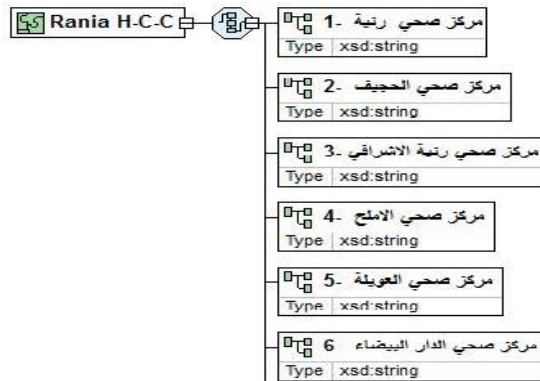 Rania H-C-C
1- مركز صحي رنية
Type xsd:string
2- مركز صحي الحجيف
Type xsd:string
3- مركز صحي رنية الاشرافي
Type xsd:string
4- مركز صحي الاملح
Type xsd:string
5- مركز صحي العويلة
Type xsd:string
6 مركز صحي الدار البيضاء
Type xsd:string